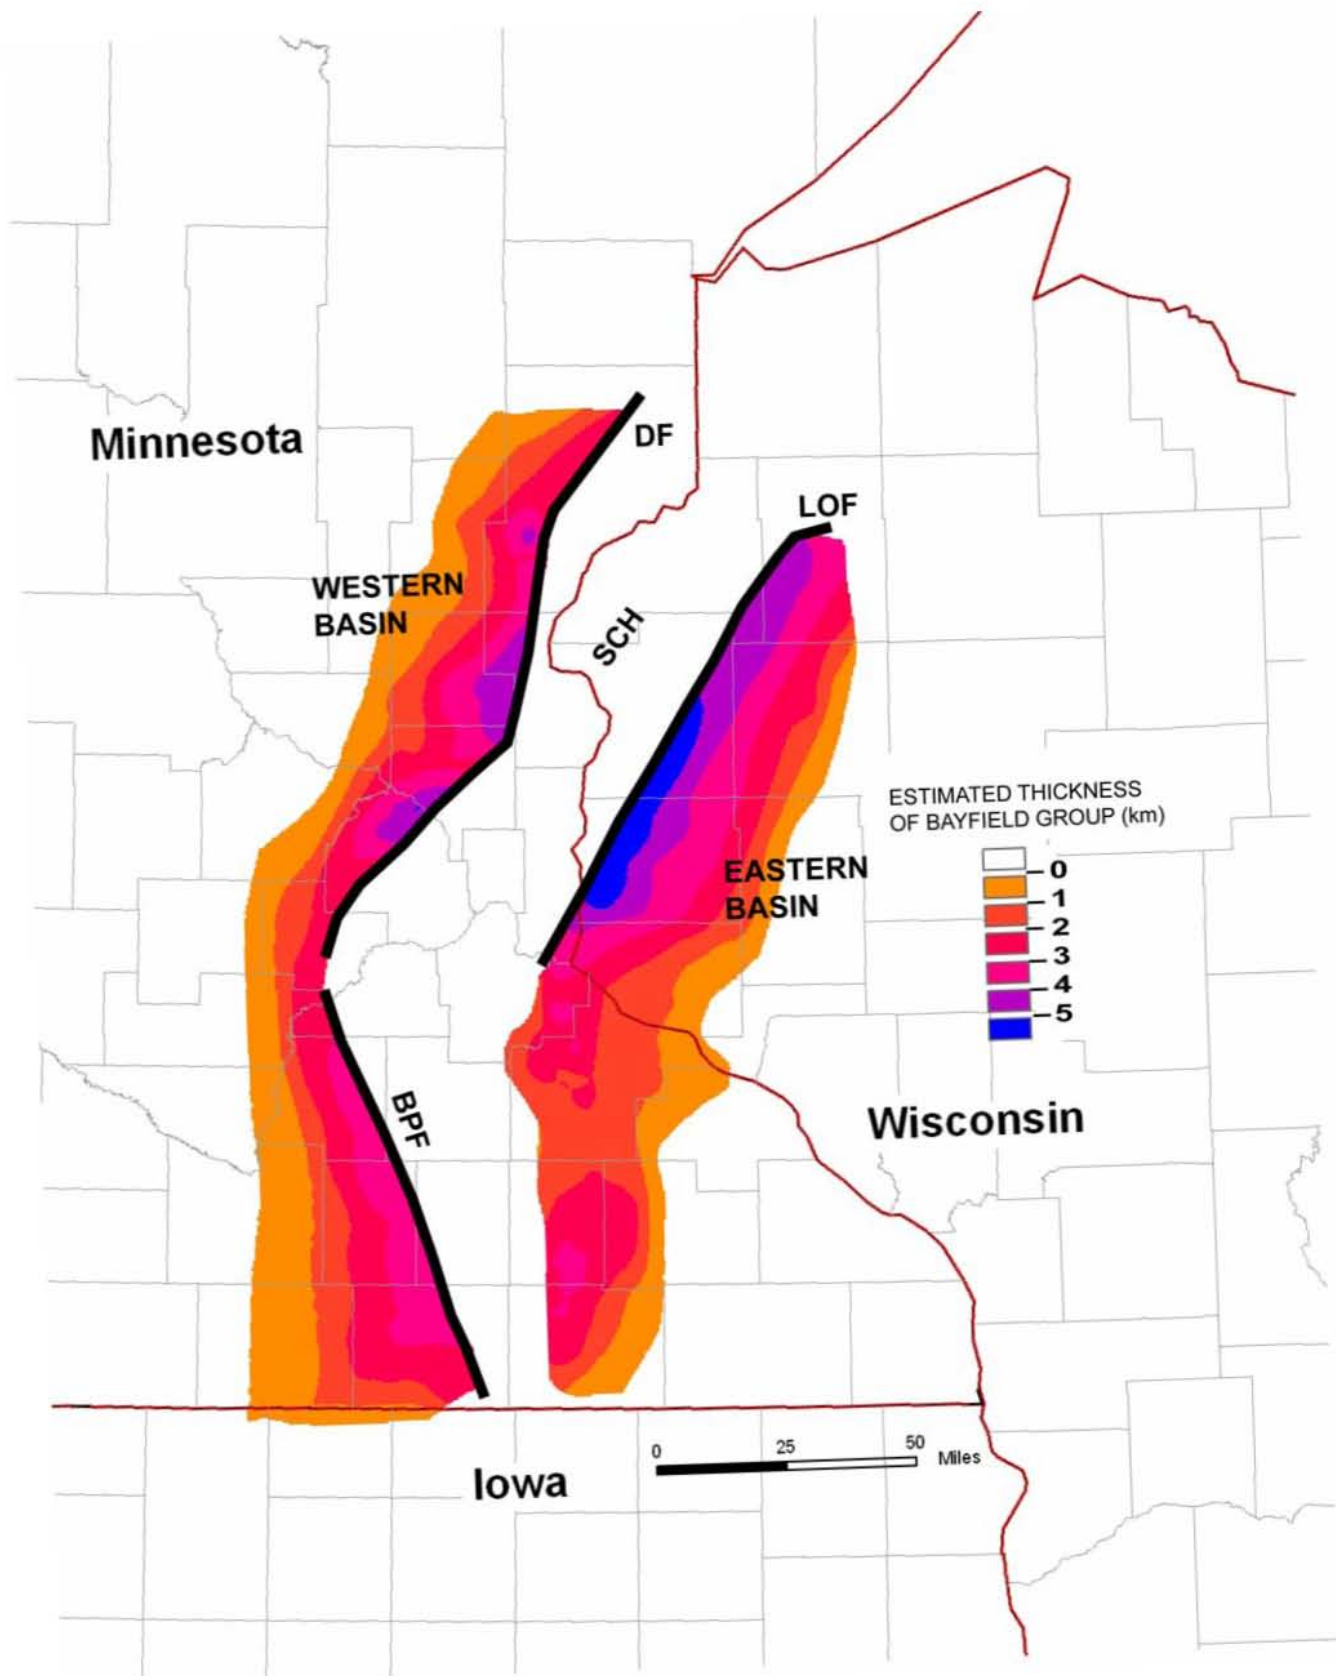 Minnesota
DF
LOF
WESTERN
BASIN
SCH
ESTIMATED THICKNESS
OF BAYFIELD GROUP (km)
0
1
2
3
4
5
EASTERN
BASIN
BPF
Wisconsin
0 25 50 Miles
Iowa